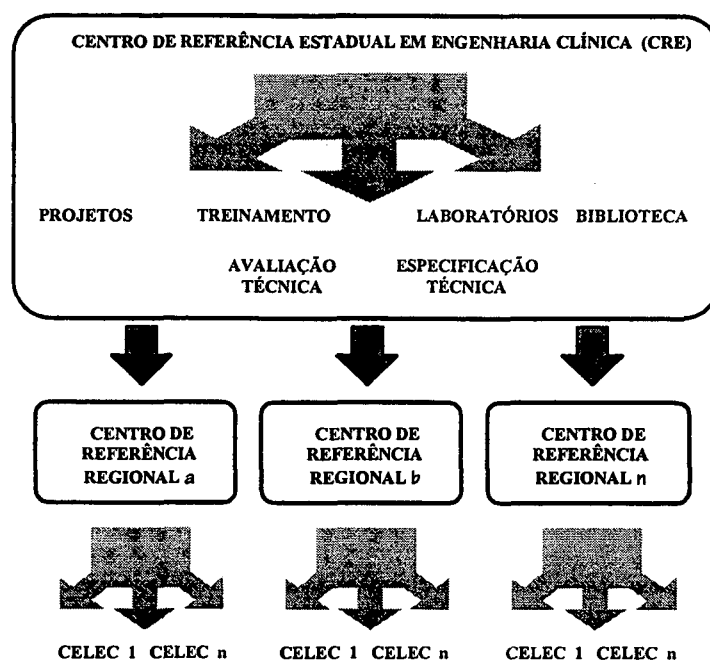 CENTRO DE REFERÊNCIA ESTADUAL EM ENGENHARIA CLÍNICA (CRE)
PROJETOS TREINAMENTO LABORATÓRIOS BIBLIOTECA
AVALIAÇÃO ESPECIFICAÇÃO
TÉCNICA TÉCNICA
CENTRO DE CENTRO DE CENTRO DE
REFERÊNCIA REFERÊNCIA REFERÊNCIA
REGIONAL a REGIONAL b REGIONAL n
CELEC 1 CELEC n CELEC 1 CELEC n CELEC 1 CELEC n